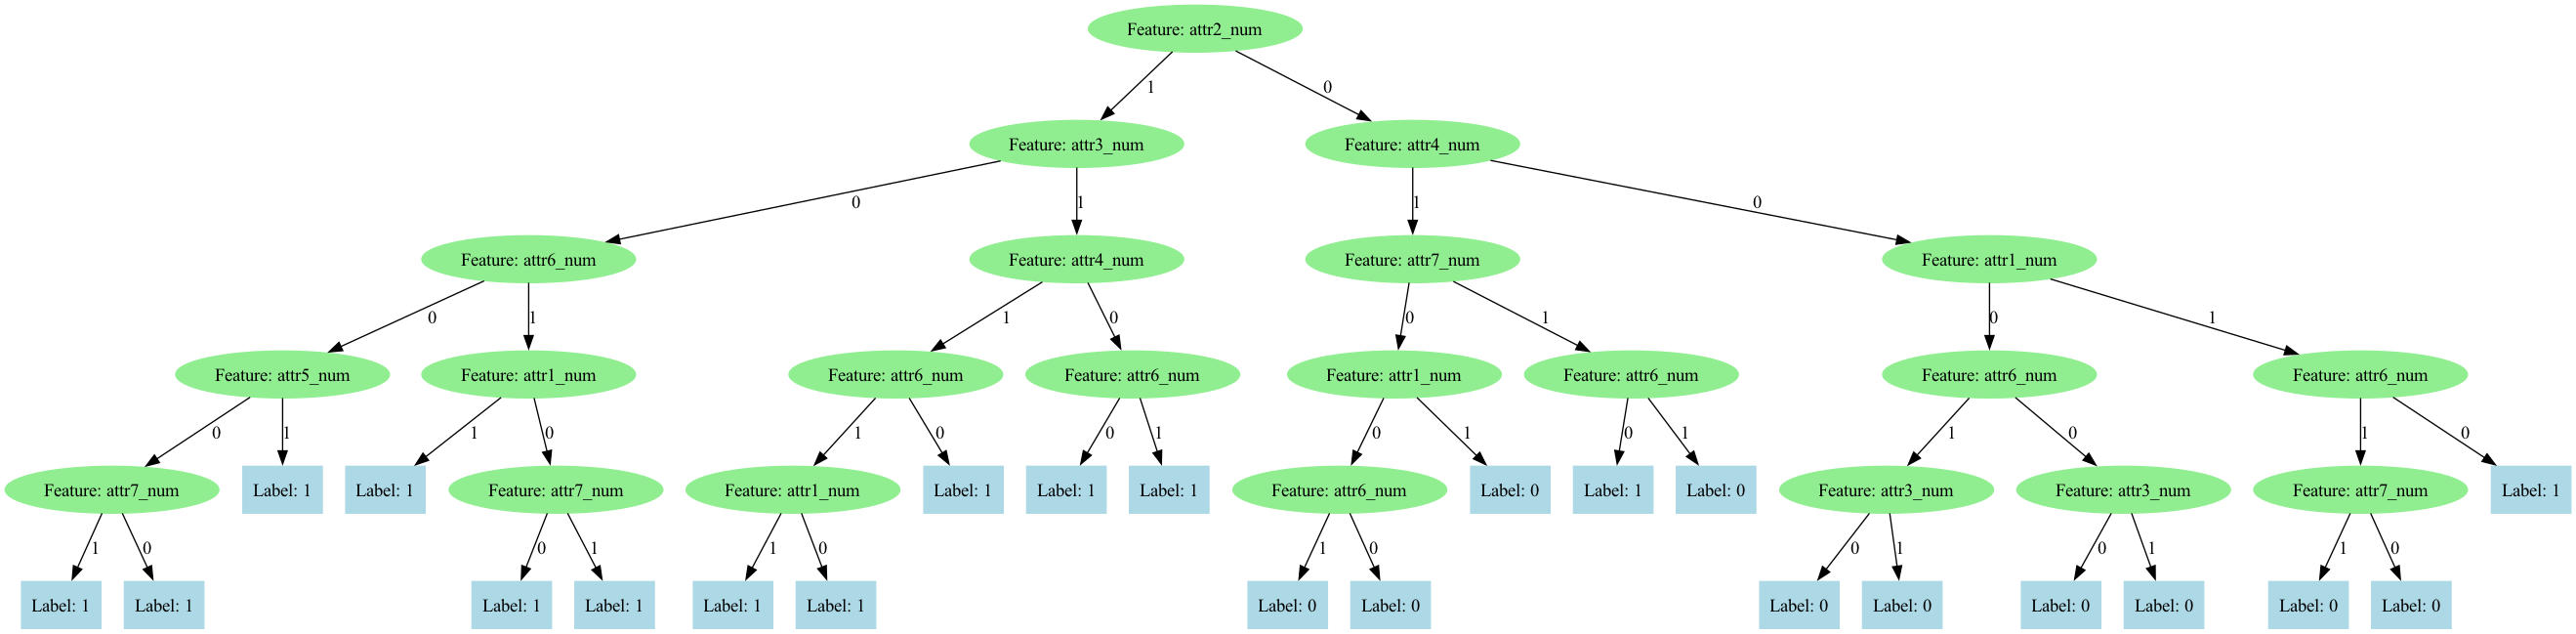 Feature: attr2_num
1
0
Feature: attr3_num
Feature: attr4_num
0
1
1
0
Feature: attr6_num
Feature: attr4_num
Feature: attr7_num
Feature: attr1_num
0
1
1
0
0
1
0
1
Feature: attr5_num
Feature: attr1_num
Feature: attr6_num
Feature: attr6_num
Feature: attr1_num
Feature: attr6_num
Feature: attr6_num
Feature: attr6_num
0
1
1
0
1
0
0
1
0
1
0
1
1
0
1
0
Feature: attr7_num
Label: 1
Label: 1
Feature: attr7_num
Feature: attr1_num
Label: 1
Label: 1
Label: 1
Feature: attr6_num
Label: 0
Label: 1
Label: 0
Feature: attr3_num
Feature: attr3_num
Feature: attr7_num
Label: 1
1
0
0
1
1
0
1
0
0
1
0
1
1
0
Label: 1
Label: 1
Label: 1
Label: 1
Label: 1
Label: 1
Label: 0
Label: 0
Label: 0
Label: 0
Label: 0
Label: 0
Label: 0
Label: 0